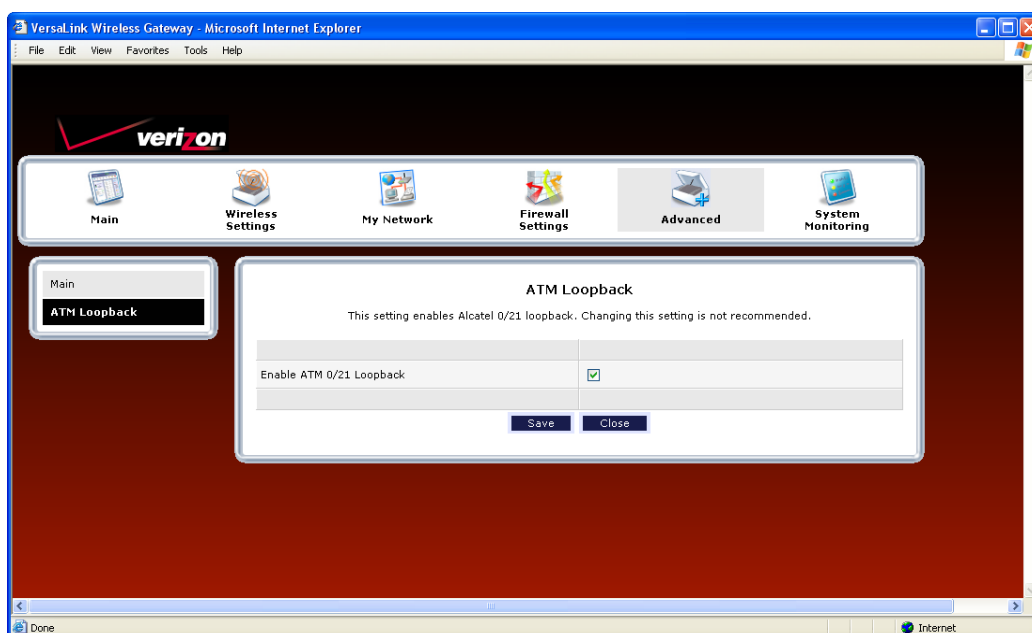 VersaLink Wireless Gateway - Microsoft Internet Explorer
File Edit View Favorites Tools Help
verizon
Main
Wireless
Settings
My Network
Firewall
Settings
Advanced
System
Monitoring
Main
ATM Loopback
ATM Loopback
This setting enables Alcatel 0/21 loopback. Changing this setting is not recommended.
Enable ATM 0/21 Loopback
Save Close
Done Internet